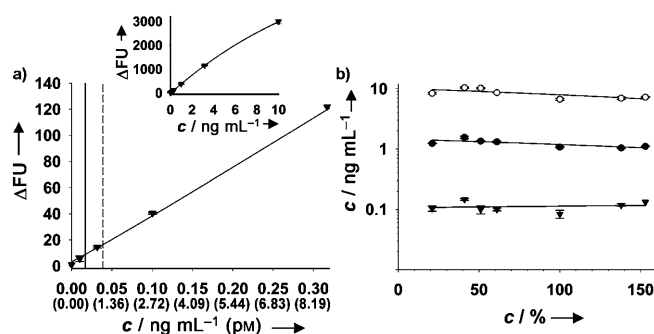 3000
2000
1000
0
ΔFU →
0 2 4 6 8 10
c / ng mL⁻¹ →
a)
140
120
100
80
60
40
20
0
ΔFU →
0.00 0.05 0.10 0.15 0.20 0.25 0.30
(0.00) (1.36) (2.72) (4.09) (5.44) (6.83) (8.19)
c / ng mL⁻¹ (pM) →
b)
10
1
0.1
c / ng mL⁻¹ →
0 50 100 150
c / % →